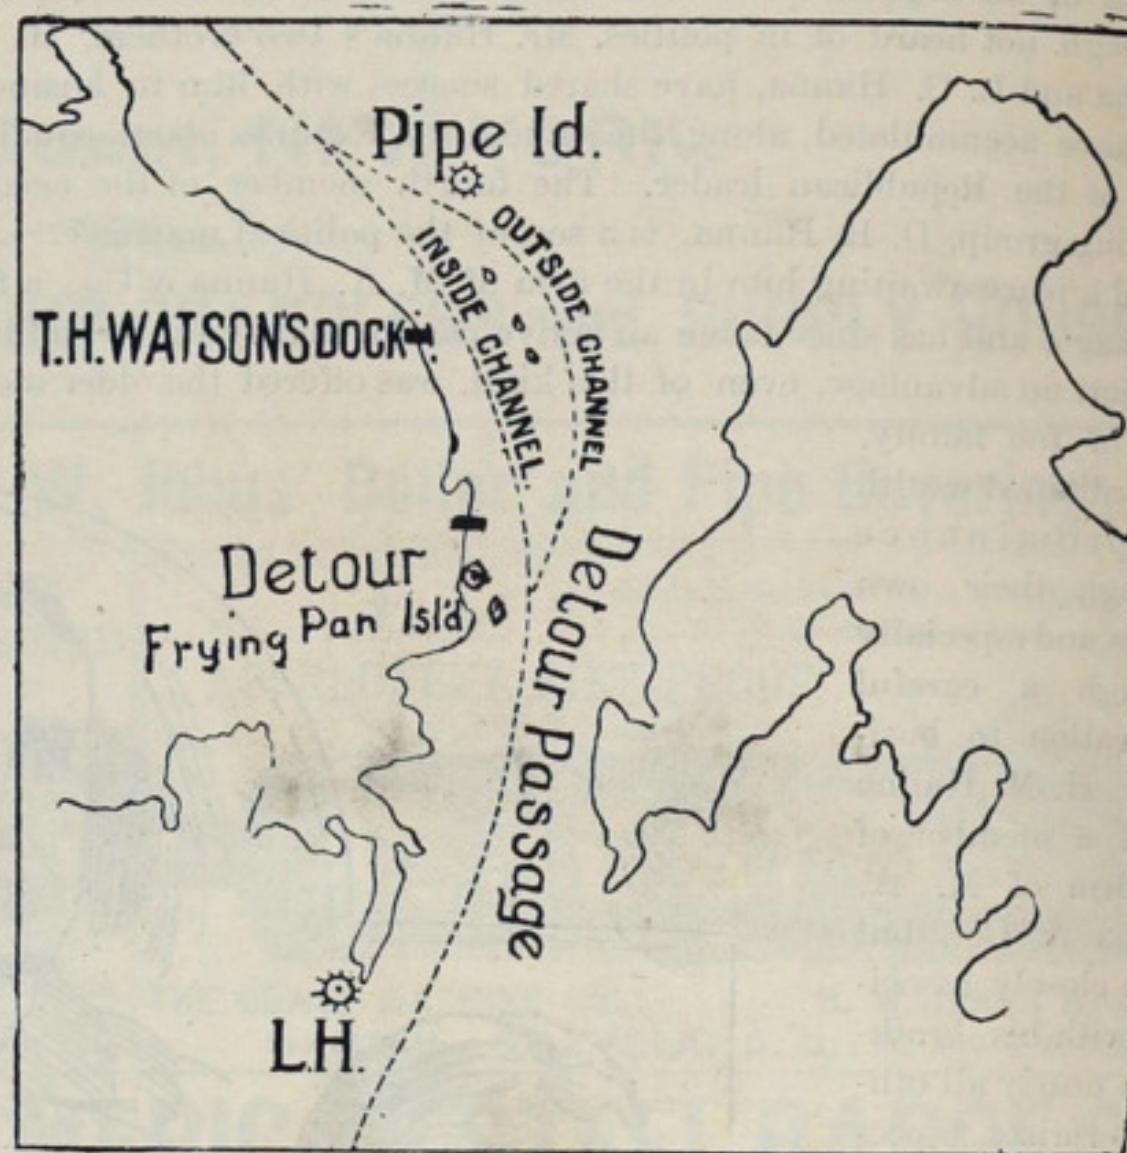 Pipe Id.
OUTSIDE CHANNEL
INSIDE CHANNEL
T.H.WATSON'S DOCK
Detour
Frying Pan Isl'd
Detour Passage
L.H.